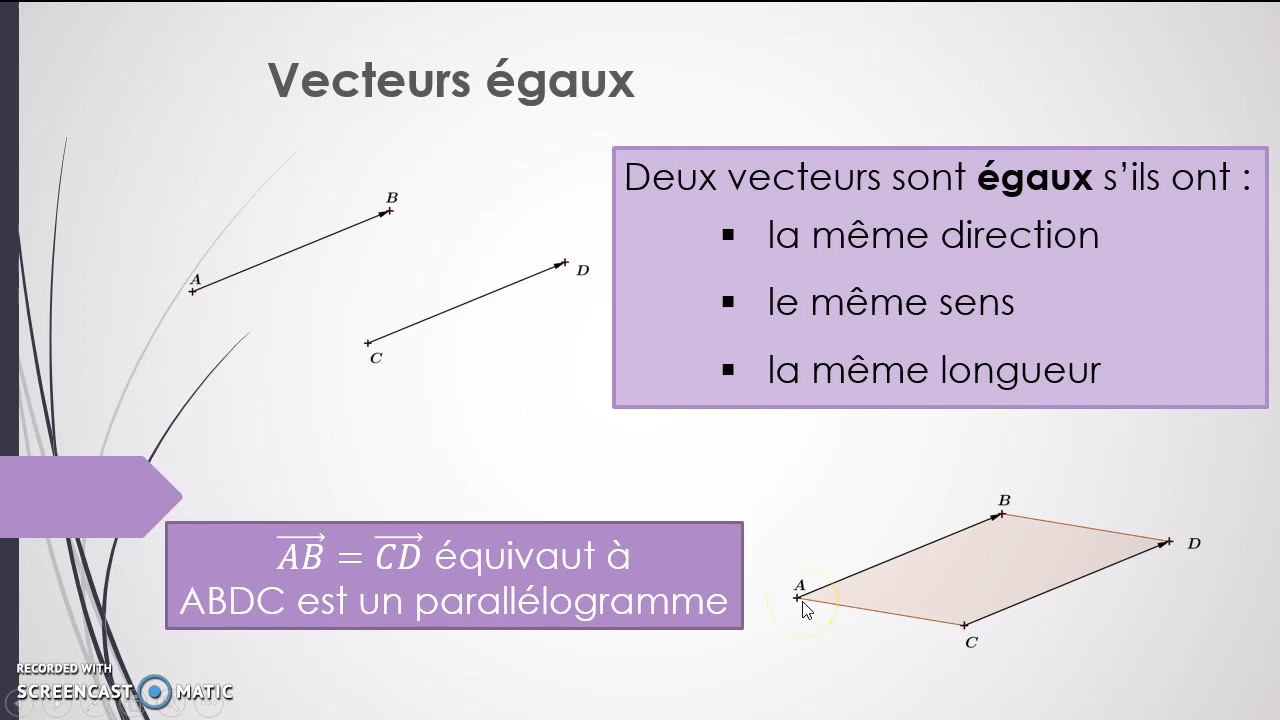 Vecteurs égaux
B
A
D
C
Deux vecteurs sont égaux s’ils ont :
▪ la même direction
▪ le même sens
▪ la même longueur
AB = CD équivaut à
ABDC est un parallélogramme
B
D
A
C
RECORDED WITH
SCREENCAST MATIC